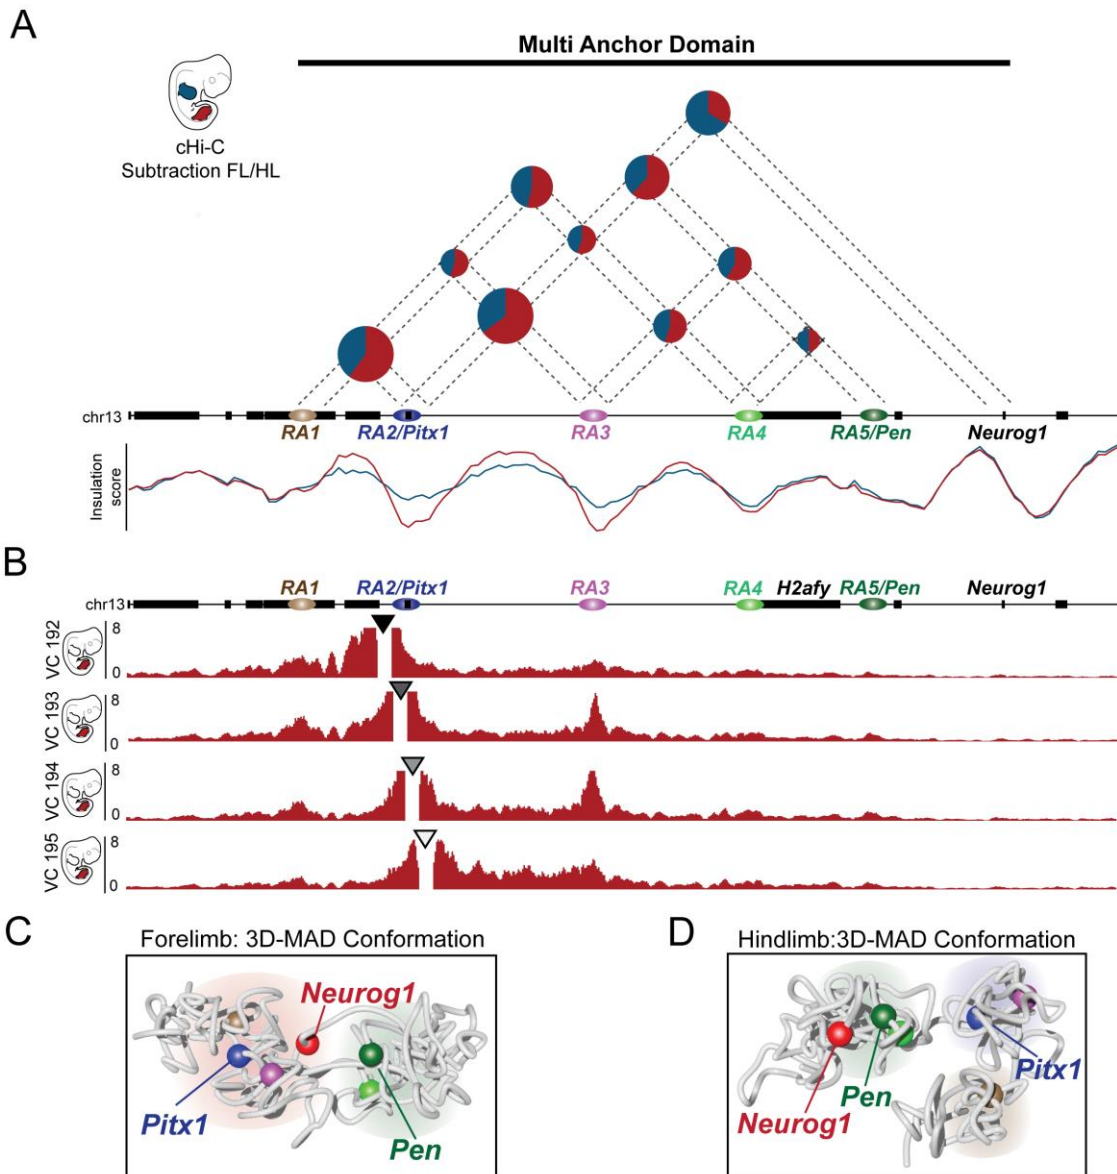 A
Multi Anchor Domain
cHi-C
Subtraction FL/HL
chr13
RA1
RA2/Pitx1
RA3
RA4
RA5/Pen
Neurog1
Insulation
score
B
RA1
RA2/Pitx1
RA3
RA4
H2afy
RA5/Pen
Neurog1
chr13
VC 192
8
0
VC 193
8
0
VC 194
8
0
VC 195
8
0
C
Forelimb: 3D-MAD Conformation
Neurog1
Pitx1
Pen
D
Hindlimb:3D-MAD Conformation
Pitx1
Pen
Neurog1